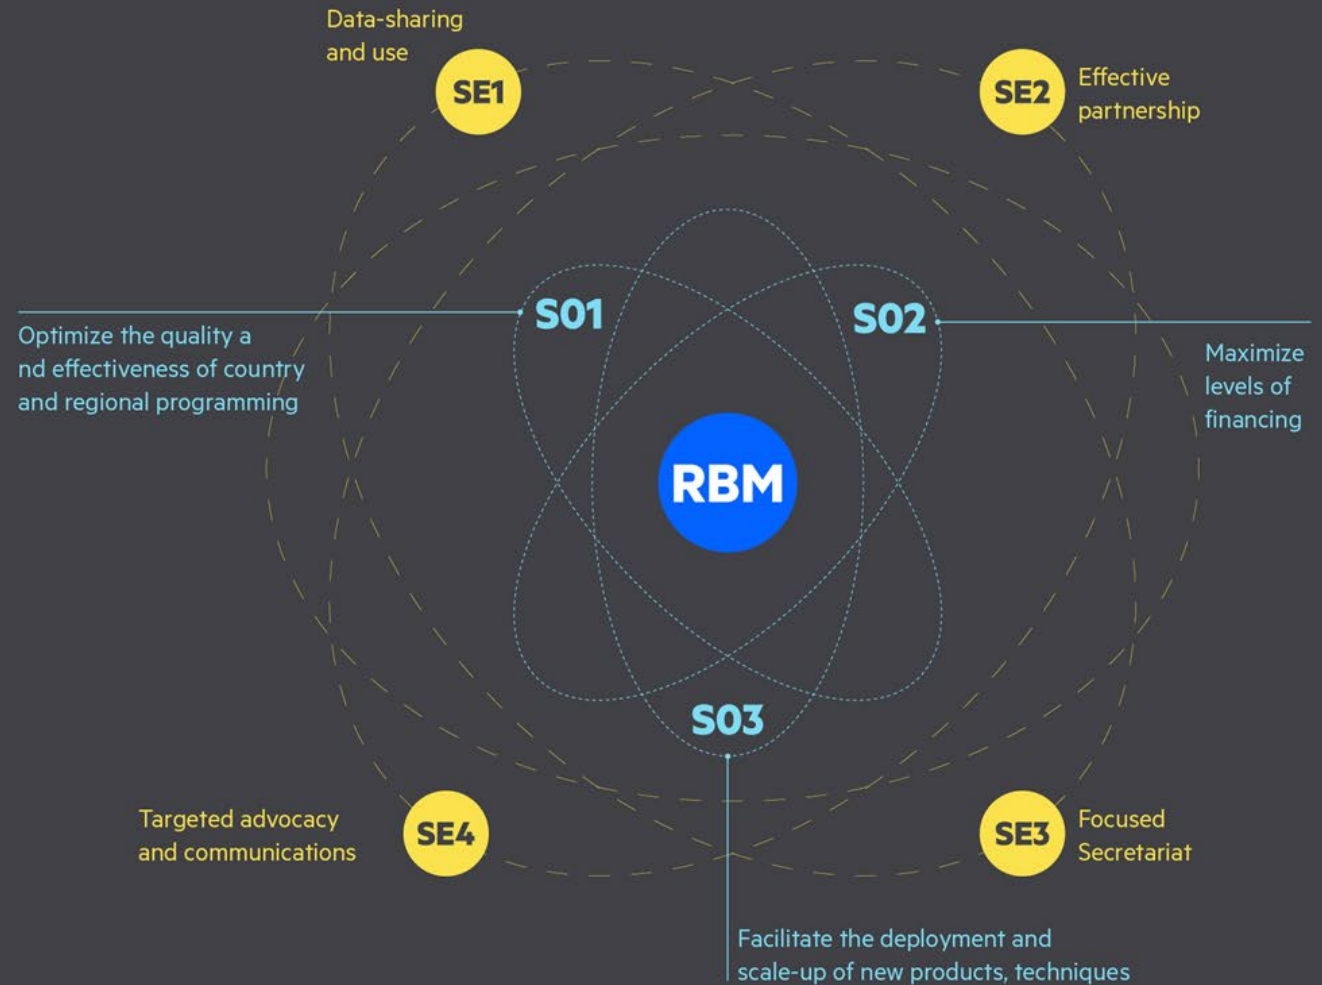 Data-sharing
and use
SE1
SE2
Effective
partnership
S01
S02
Optimize the quality a
nd effectiveness of country
and regional programming
Maximize
levels of
financing
RBM
S03
Targeted advocacy
and communications
SE4
SE3
Focused
Secretariat
Facilitate the deployment and
scale-up of new products, techniques